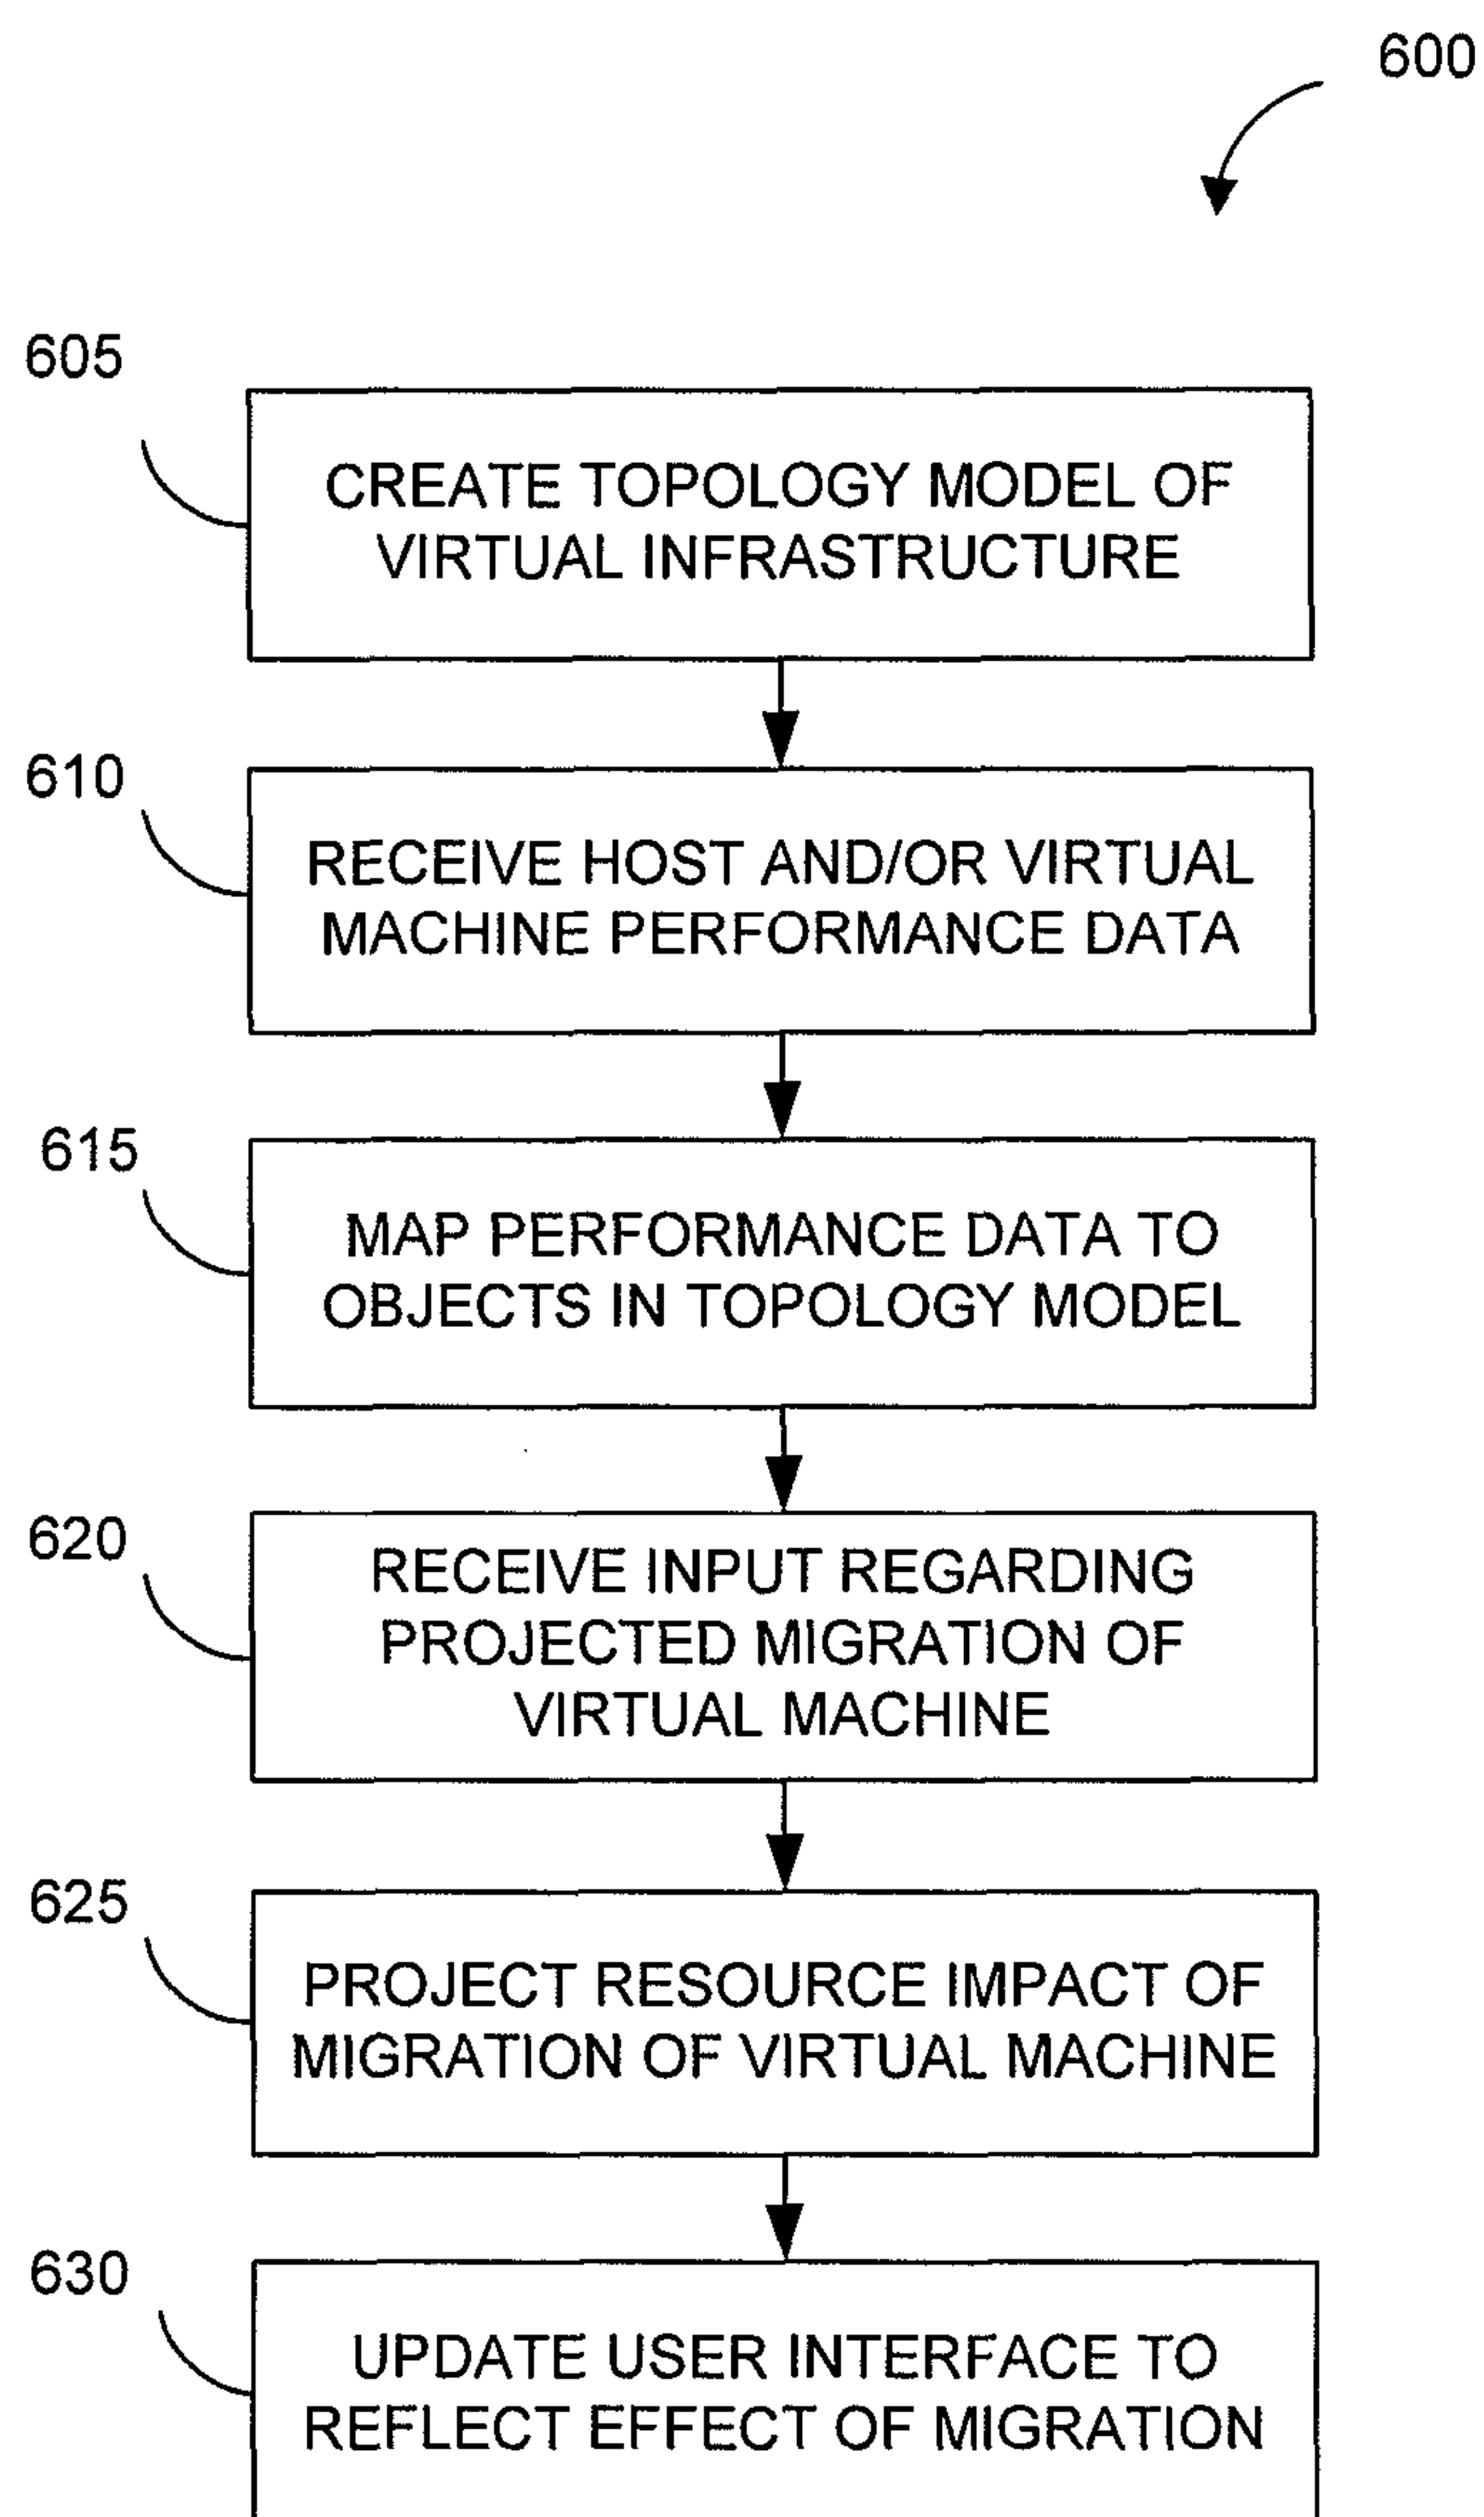 600
605
CREATE TOPOLOGY MODEL OF
VIRTUAL INFRASTRUCTURE
610
RECEIVE HOST AND/OR VIRTUAL
MACHINE PERFORMANCE DATA
615
MAP PERFORMANCE DATA TO
OBJECTS IN TOPOLOGY MODEL
620
RECEIVE INPUT REGARDING
PROJECTED MIGRATION OF
VIRTUAL MACHINE
625
PROJECT RESOURCE IMPACT OF
MIGRATION OF VIRTUAL MACHINE
630
UPDATE USER INTERFACE TO
REFLECT EFFECT OF MIGRATION